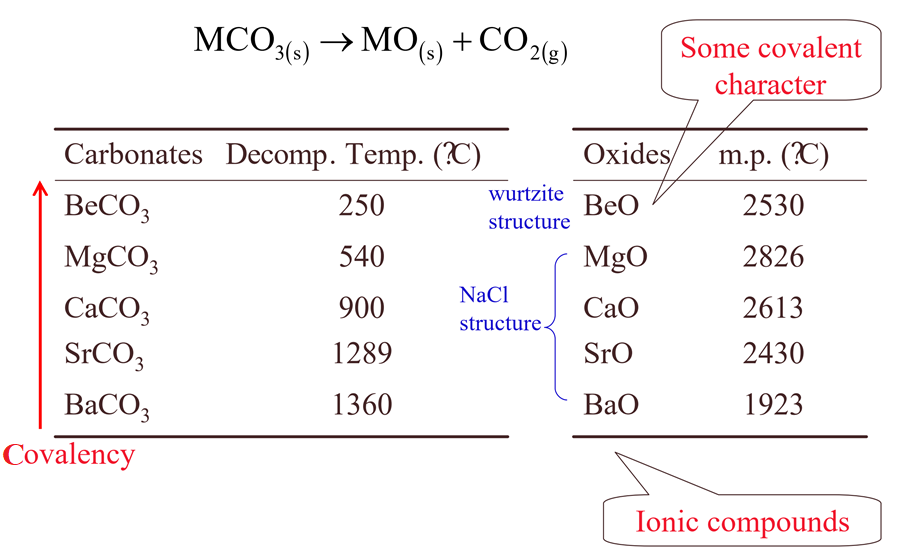 MCO₃(s) → MO(s) + CO₂(g)
Some covalent
character
Carbonates Decomp. Temp. (?C)
Oxides m.p. (?C)
BeCO₃ 250
wurtzite
structure
BeO 2530
MgCO₃ 540
MgO 2826
CaCO₃ 900
NaCl
structure
CaO 2613
SrCO₃ 1289
SrO 2430
BaCO₃ 1360
BaO 1923
Covalency
Ionic compounds